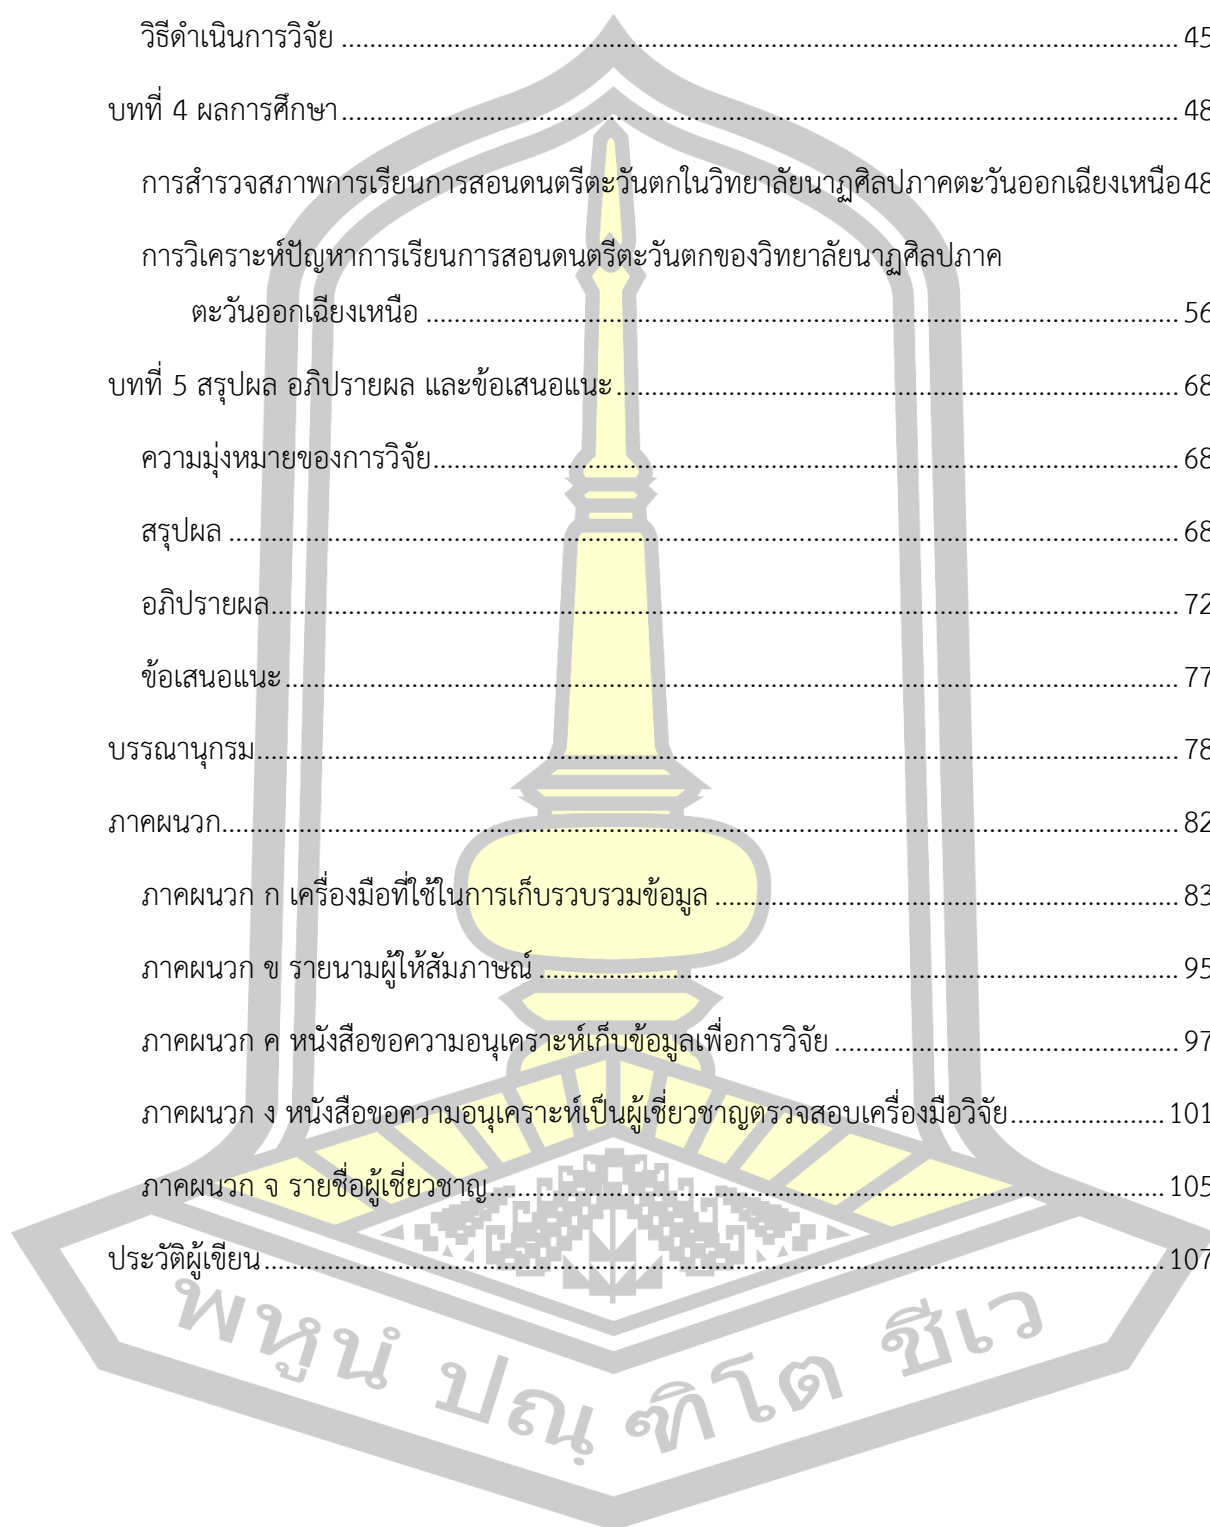 วิธีดำเนินการวิจัย ........................................................ 45
บทที่ 4 ผลการศึกษา ........................................................ 48
การสำรวจสภาพการเรียนการสอนดนตรีตะวันตกในวิทยาลัยนาฏศิลปภาคตะวันออกเฉียงเหนือ 48
การวิเคราะห์ปัญหาการเรียนการสอนดนตรีตะวันตกของวิทยาลัยนาฏศิลปภาค
ตะวันออกเฉียงเหนือ ........................................................ 56
บทที่ 5 สรุปผล อภิปรายผล และข้อเสนอแนะ ........................................................ 68
ความมุ่งหมายของการวิจัย ........................................................ 68
สรุปผล ........................................................ 68
อภิปรายผล ........................................................ 72
ข้อเสนอแนะ ........................................................ 77
บรรณานุกรม ........................................................ 78
ภาคผนวก ........................................................ 82
ภาคผนวก ก เครื่องมือที่ใช้ในการเก็บรวบรวมข้อมูล ........................................................ 83
ภาคผนวก ข รายนามผู้ให้สัมภาษณ์ ........................................................ 95
ภาคผนวก ค หนังสือขอความอนุเคราะห์เก็บข้อมูลเพื่อการวิจัย ........................................................ 97
ภาคผนวก ง หนังสือขอความอนุเคราะห์เป็นผู้เชี่ยวชาญตรวจสอบเครื่องมือวิจัย ........................ 101
ภาคผนวก จ รายชื่อผู้เชี่ยวชาญ ........................................................ 105
ประวัติผู้เขียน ........................................................ 107
พหูนํ ปณฺฑิโต ชีเว